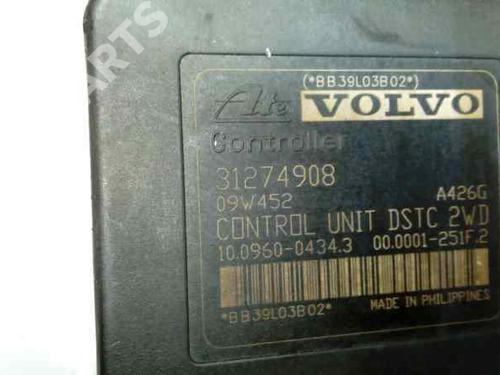 (*BB39L03B02*)
Ate VOLVO
Controller
31274908
09W452 A426G
CONTROL UNIT DSTC 2WD
10.0960-0434.3 00.0001-251F.2
*BB39L03B02* MADE IN PHILIPPINES
B-PARTS